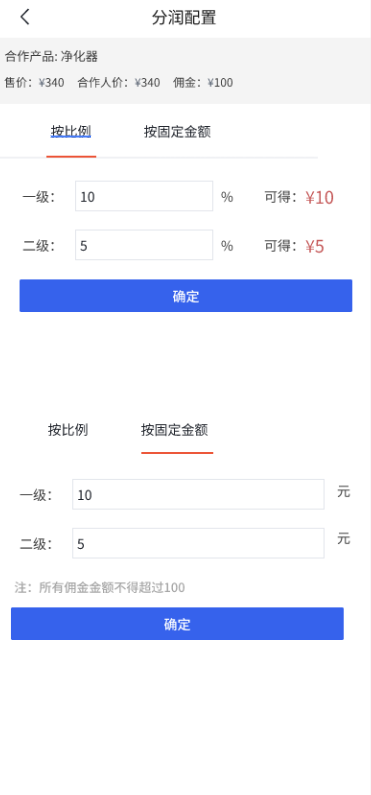 分润配置
合作产品: 净化器
售价: ¥340 合作人价: ¥340 佣金: ¥100
按比例 按固定金额
一级: 10 % 可得: ¥10
二级: 5 % 可得: ¥5
确定
按比例 按固定金额
一级: 10 元
二级: 5 元
注: 所有佣金金额不得超过100
确定